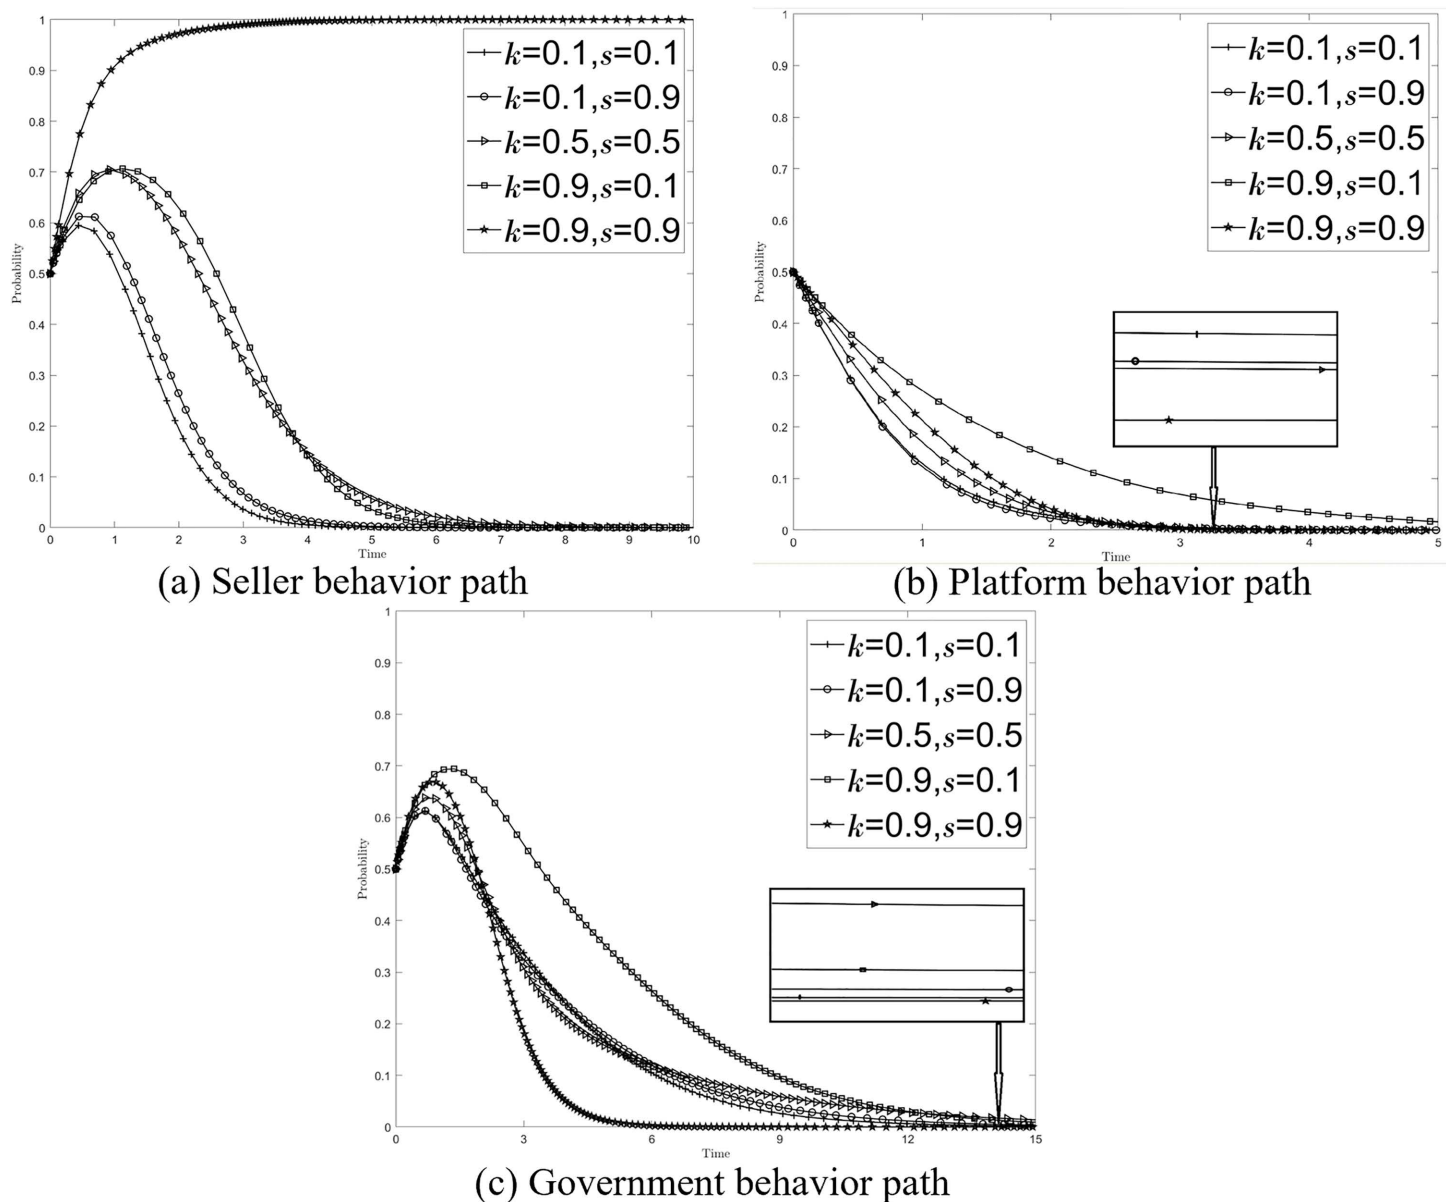 1
0.9
0.8
0.7
0.6
0.5
0.4
0.3
0.2
0.1
0
Probability
0 1 2 3 4 5 6 7 8 9 10
Time
k=0.1,s=0.1
k=0.1,s=0.9
k=0.5,s=0.5
k=0.9,s=0.1
k=0.9,s=0.9
(a) Seller behavior path
1
0.9
0.8
0.7
0.6
0.5
0.4
0.3
0.2
0.1
0
Probability
0 1 2 3 4 5
Time
k=0.1,s=0.1
k=0.1,s=0.9
k=0.5,s=0.5
k=0.9,s=0.1
k=0.9,s=0.9
(b) Platform behavior path
1
0.9
0.8
0.7
0.6
0.5
0.4
0.3
0.2
0.1
0
Probability
0 3 6 9 12 15
Time
k=0.1,s=0.1
k=0.1,s=0.9
k=0.5,s=0.5
k=0.9,s=0.1
k=0.9,s=0.9
(c) Government behavior path